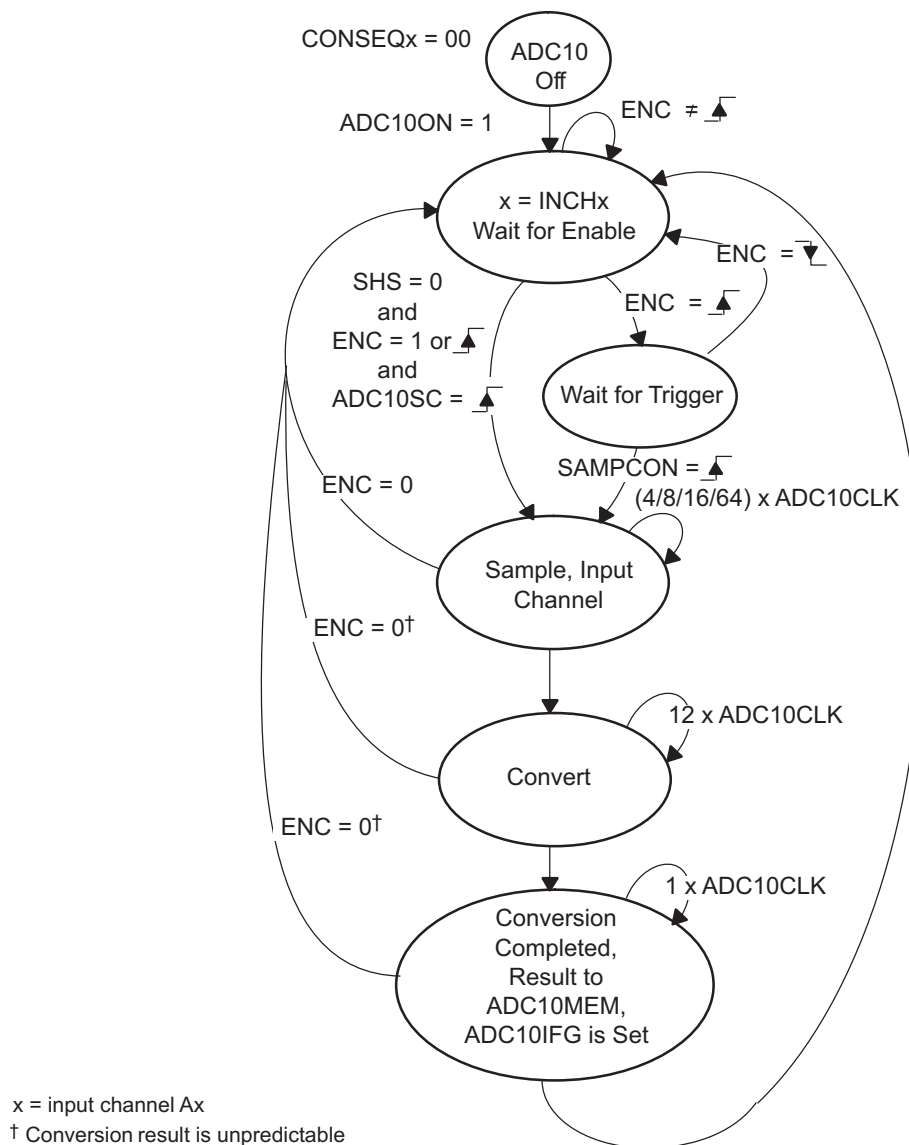 CONSEQx = 00
ADC10
Off
ADC10ON = 1
ENC ≠
x = INCHx
Wait for Enable
ENC =
SHS = 0
and
ENC = 1 or
and
ADC10SC =
ENC =
Wait for Trigger
SAMPCON =
(4/8/16/64) x ADC10CLK
ENC = 0
Sample, Input
Channel
ENC = 0†
12 x ADC10CLK
Convert
ENC = 0†
1 x ADC10CLK
Conversion
Completed,
Result to
ADC10MEM,
ADC10IFG is Set
x = input channel Ax
† Conversion result is unpredictable